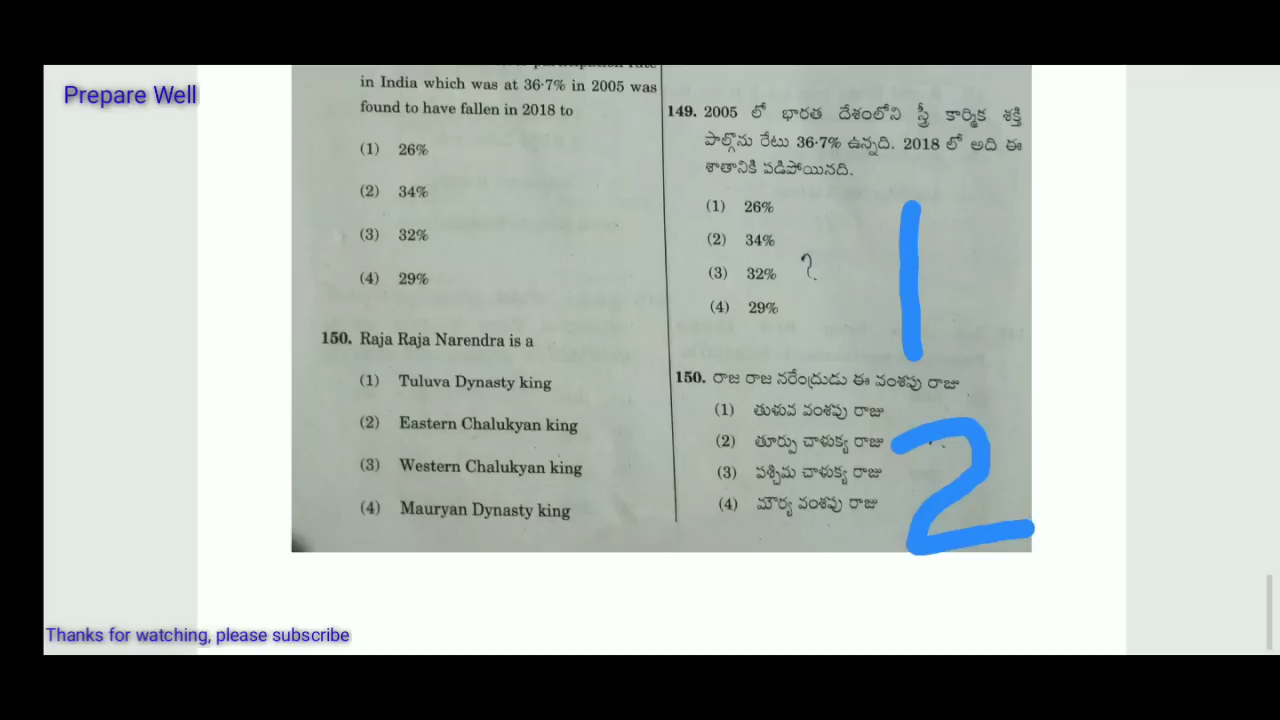 Prepare Well
participation rate
in India which was at 36·7% in 2005 was
found to have fallen in 2018 to
(1) 26%
(2) 34%
(3) 32%
(4) 29%
150. Raja Raja Narendra is a
(1) Tuluva Dynasty king
(2) Eastern Chalukyan king
(3) Western Chalukyan king
(4) Mauryan Dynasty king
149. 2005 లో భారత దేశంలోని స్త్రీ కార్మిక శక్తి
పాల్గొను రేటు 36·7% ఉన్నది. 2018 లో అది ఈ
శాతానికి పడిపోయినది.
(1) 26%
(2) 34%
(3) 32% ?
(4) 29%
1
150. రాజ రాజ నరేంద్రుడు ఈ వంశపు రాజు
(1) తుళువ వంశపు రాజు
(2) తూర్పు చాళుక్య రాజు
(3) పశ్చిమ చాళుక్య రాజు
(4) మౌర్య వంశపు రాజు
2
Thanks for watching, please subscribe